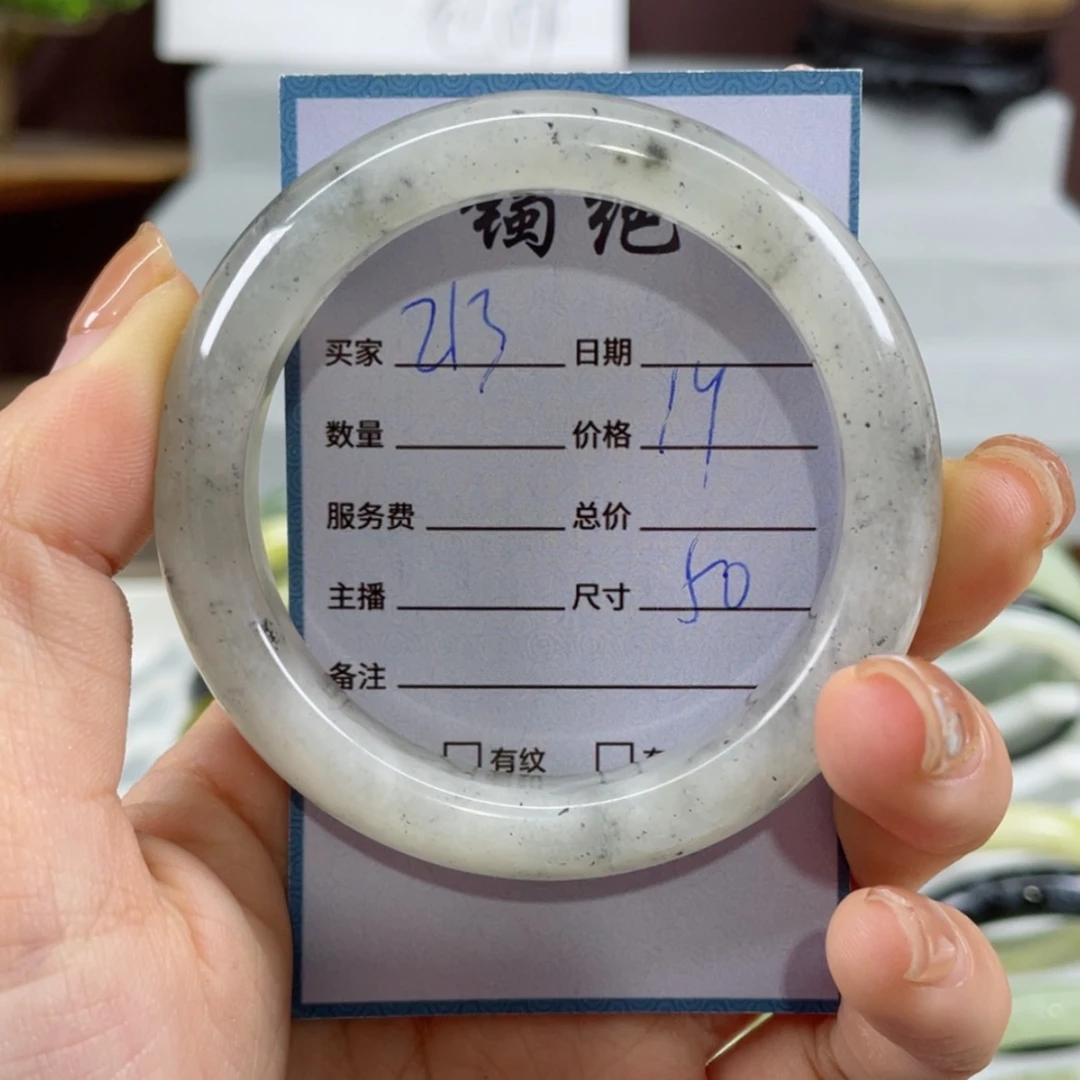 买家 213 日期
数量 价格 14
服务费 总价
主播 尺寸 50
备注
□ 有纹 □